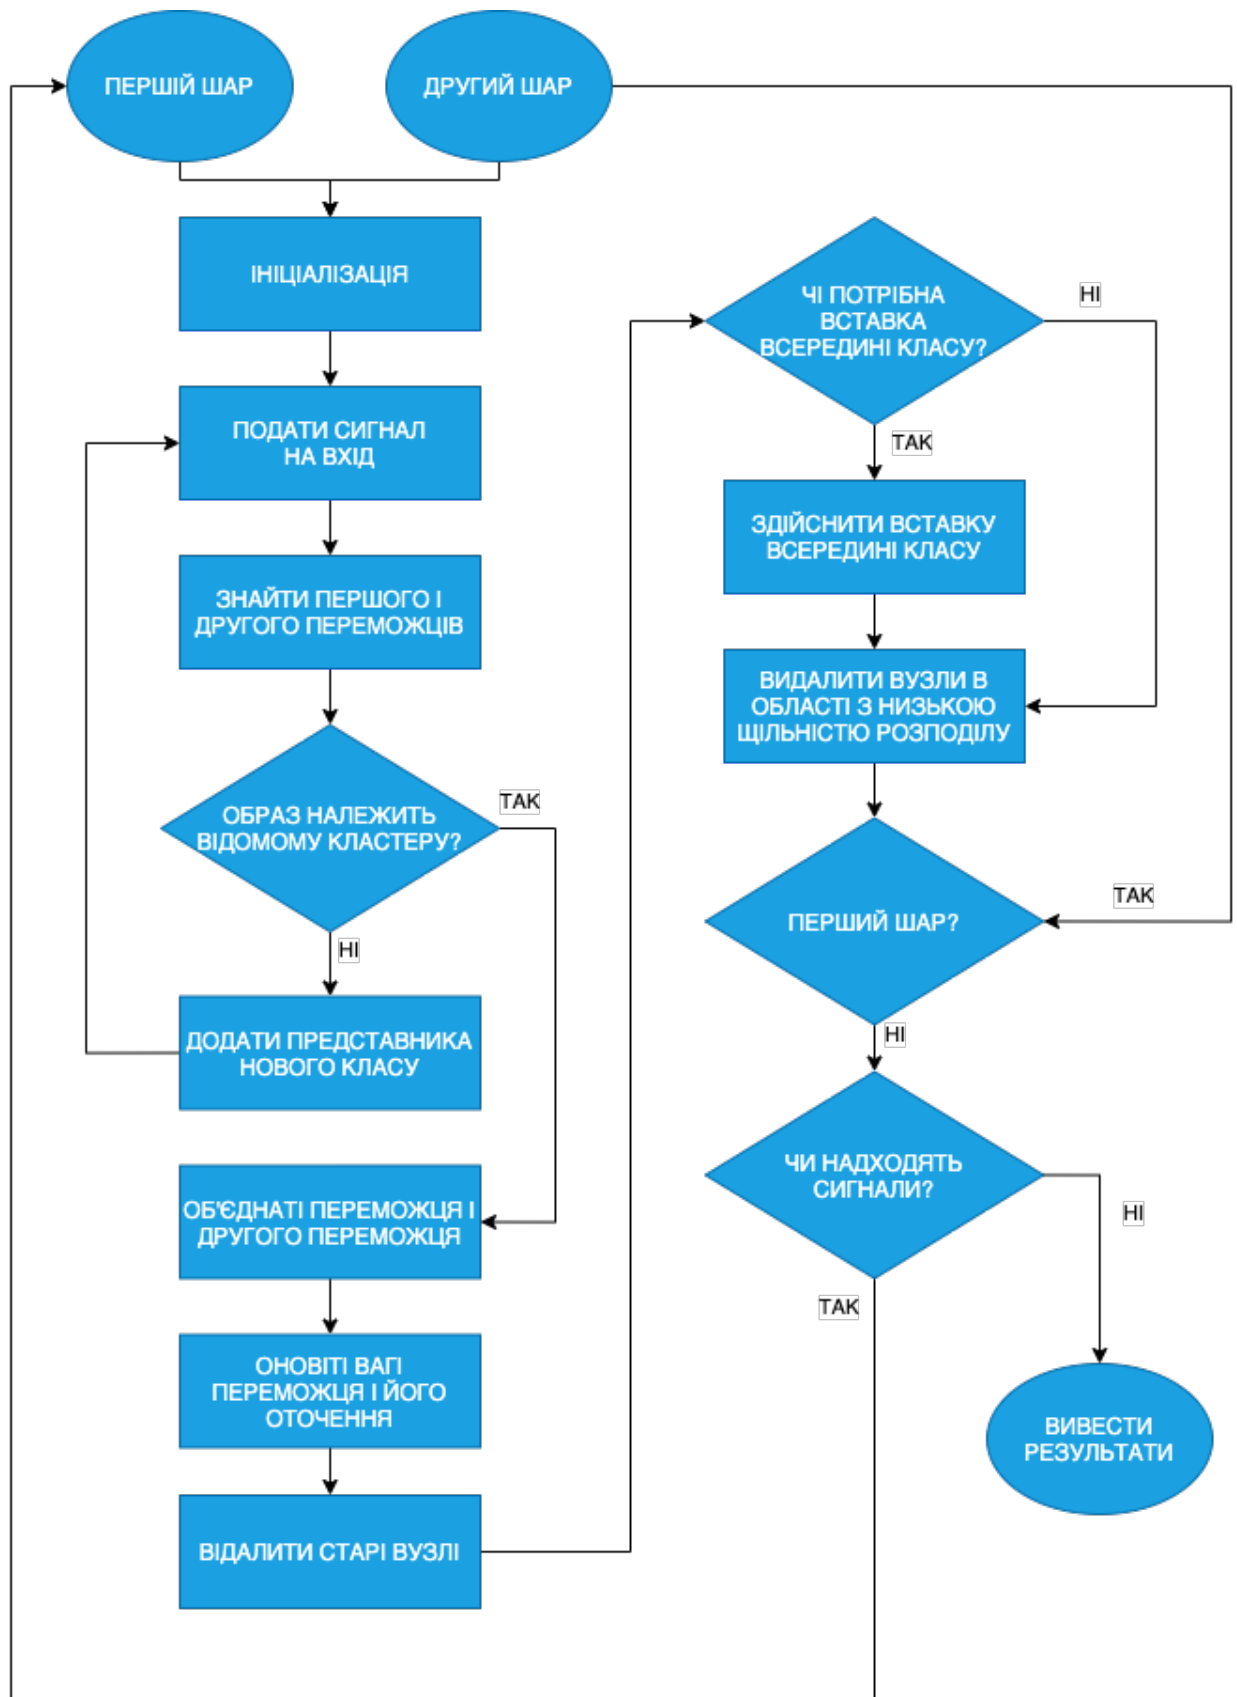 ПЕРШІЙ ШАР
ДРУГИЙ ШАР
ІНІЦІАЛІЗАЦІЯ
ПОДАТИ СИГНАЛ
НА ВХІД
ЗНАЙТИ ПЕРШОГО І
ДРУГОГО ПЕРЕМОЖЦІВ
ОБРАЗ НАЛЕЖИТЬ
ВІДОМОМУ КЛАСТЕРУ?
ТАК
НІ
ДОДАТИ ПРЕДСТАВНИКА
НОВОГО КЛАСУ
ОБ'ЄДНАТІ ПЕРЕМОЖЦЯ І
ДРУГОГО ПЕРЕМОЖЦЯ
ОНОВІТІ ВАГІ
ПЕРЕМОЖЦЯ І ЙОГО
ОТОЧЕННЯ
ВІДАЛИТИ СТАРІ ВУЗЛІ
ЧІ ПОТРІБНА
ВСТАВКА
ВСЕРЕДИНІ КЛАСУ?
НІ
ТАК
ЗДІЙСНИТИ ВСТАВКУ
ВСЕРЕДИНІ КЛАСУ
ВИДАЛИТИ ВУЗЛИ В
ОБЛАСТІ З НИЗЬКОЮ
ЩІЛЬНІСТЮ РОЗПОДІЛУ
ПЕРШИЙ ШАР?
ТАК
НІ
ЧИ НАДХОДЯТЬ
СИГНАЛИ?
НІ
ТАК
ВИВЕСТИ
РЕЗУЛЬТАТИ